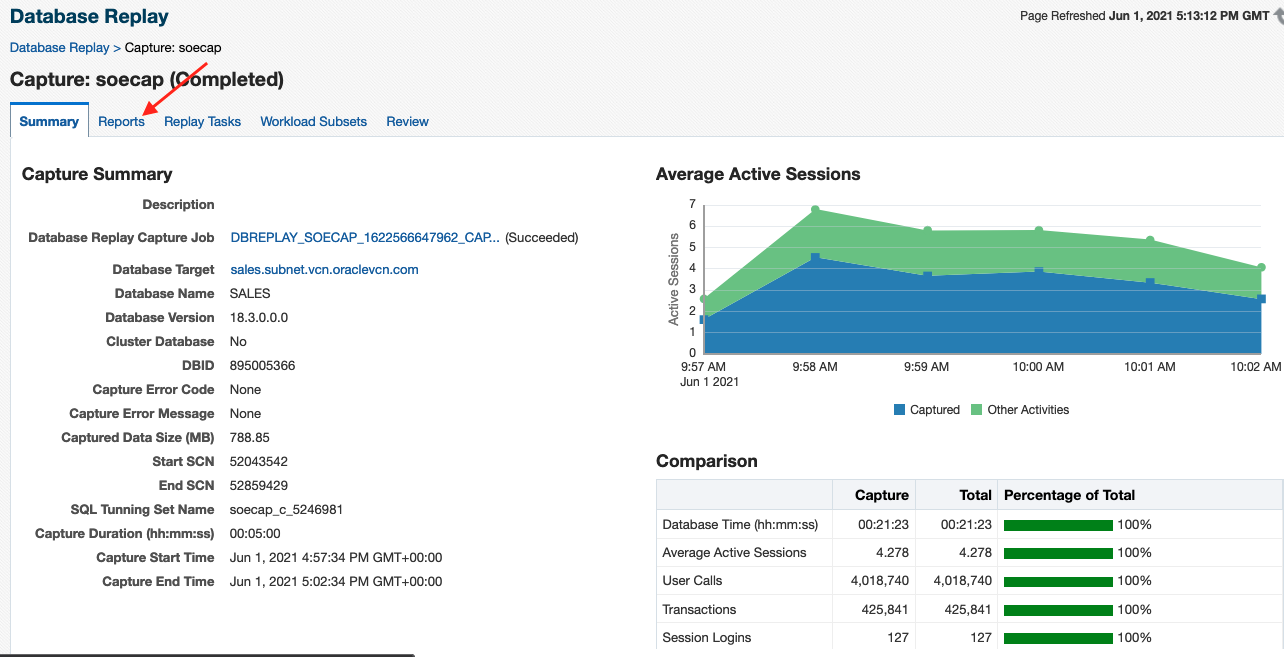 Database Replay
Page Refreshed Jun 1, 2021 5:13:12 PM GMT
Database Replay > Capture: soecap
Capture: soecap (Completed)
Summary Reports Replay Tasks Workload Subsets Review
Capture Summary
Description
Database Replay Capture Job DBREPLAY_SOECAP_1622566647962_CAP... (Succeeded)
Database Target sales.subnet.vcn.oraclevcn.com
Database Name SALES
Database Version 18.3.0.0.0
Cluster Database No
DBID 895005366
Capture Error Code None
Capture Error Message None
Captured Data Size (MB) 788.85
Start SCN 52043542
End SCN 52859429
SQL Tunning Set Name soecap_c_5246981
Capture Duration (hh:mm:ss) 00:05:00
Capture Start Time Jun 1, 2021 4:57:34 PM GMT+00:00
Capture End Time Jun 1, 2021 5:02:34 PM GMT+00:00
Average Active Sessions
Active Sessions
7
6
5
4
3
2
1
0
9:57 AM 9:58 AM 9:59 AM 10:00 AM 10:01 AM 10:02 AM
Jun 1 2021
Captured Other Activities
Comparison
Capture Total Percentage of Total
Database Time (hh:mm:ss) 00:21:23 00:21:23 100%
Average Active Sessions 4.278 4.278 100%
User Calls 4,018,740 4,018,740 100%
Transactions 425,841 425,841 100%
Session Logins 127 127 100%